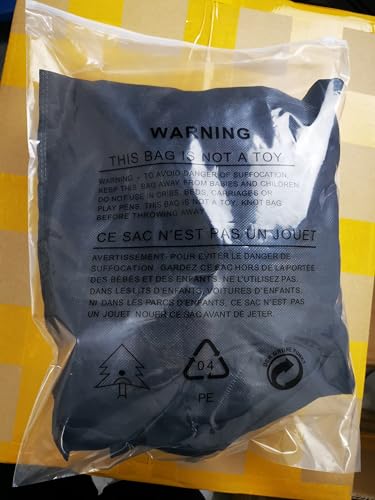 WARNING
THIS BAG IS NOT A TOY
WARNING - TO AVOID DANGER OF SUFFOCATION,
KEEP THIS BAG AWAY FROM BABIES AND CHILDREN.
DO NOT USE IN CRIBS, BEDS, CARRIAGES OR
PLAY PENS. THIS BAG IS NOT A TOY. KNOT BAG
BEFORE THROWING AWAY
CE SAC N'EST PAS UN JOUET
AVERTISSEMENT- POUR EVITER LE DANGER DE
SUFFOCATION. GARDEZ CE SAC HORS DE LA PORTÉE
DES BÉBÉS ET DES ENFANTS. NE L'UTILISEZ PAS
DANS LES LITS D'ENFANTS, VOITURES D'ENFANTS
NI DANS LES PARCS D'ENFANTS. CE SAC N'EST PAS
UN JOUET. NOUER CE SAC AVANT DE JETER.
04
PE